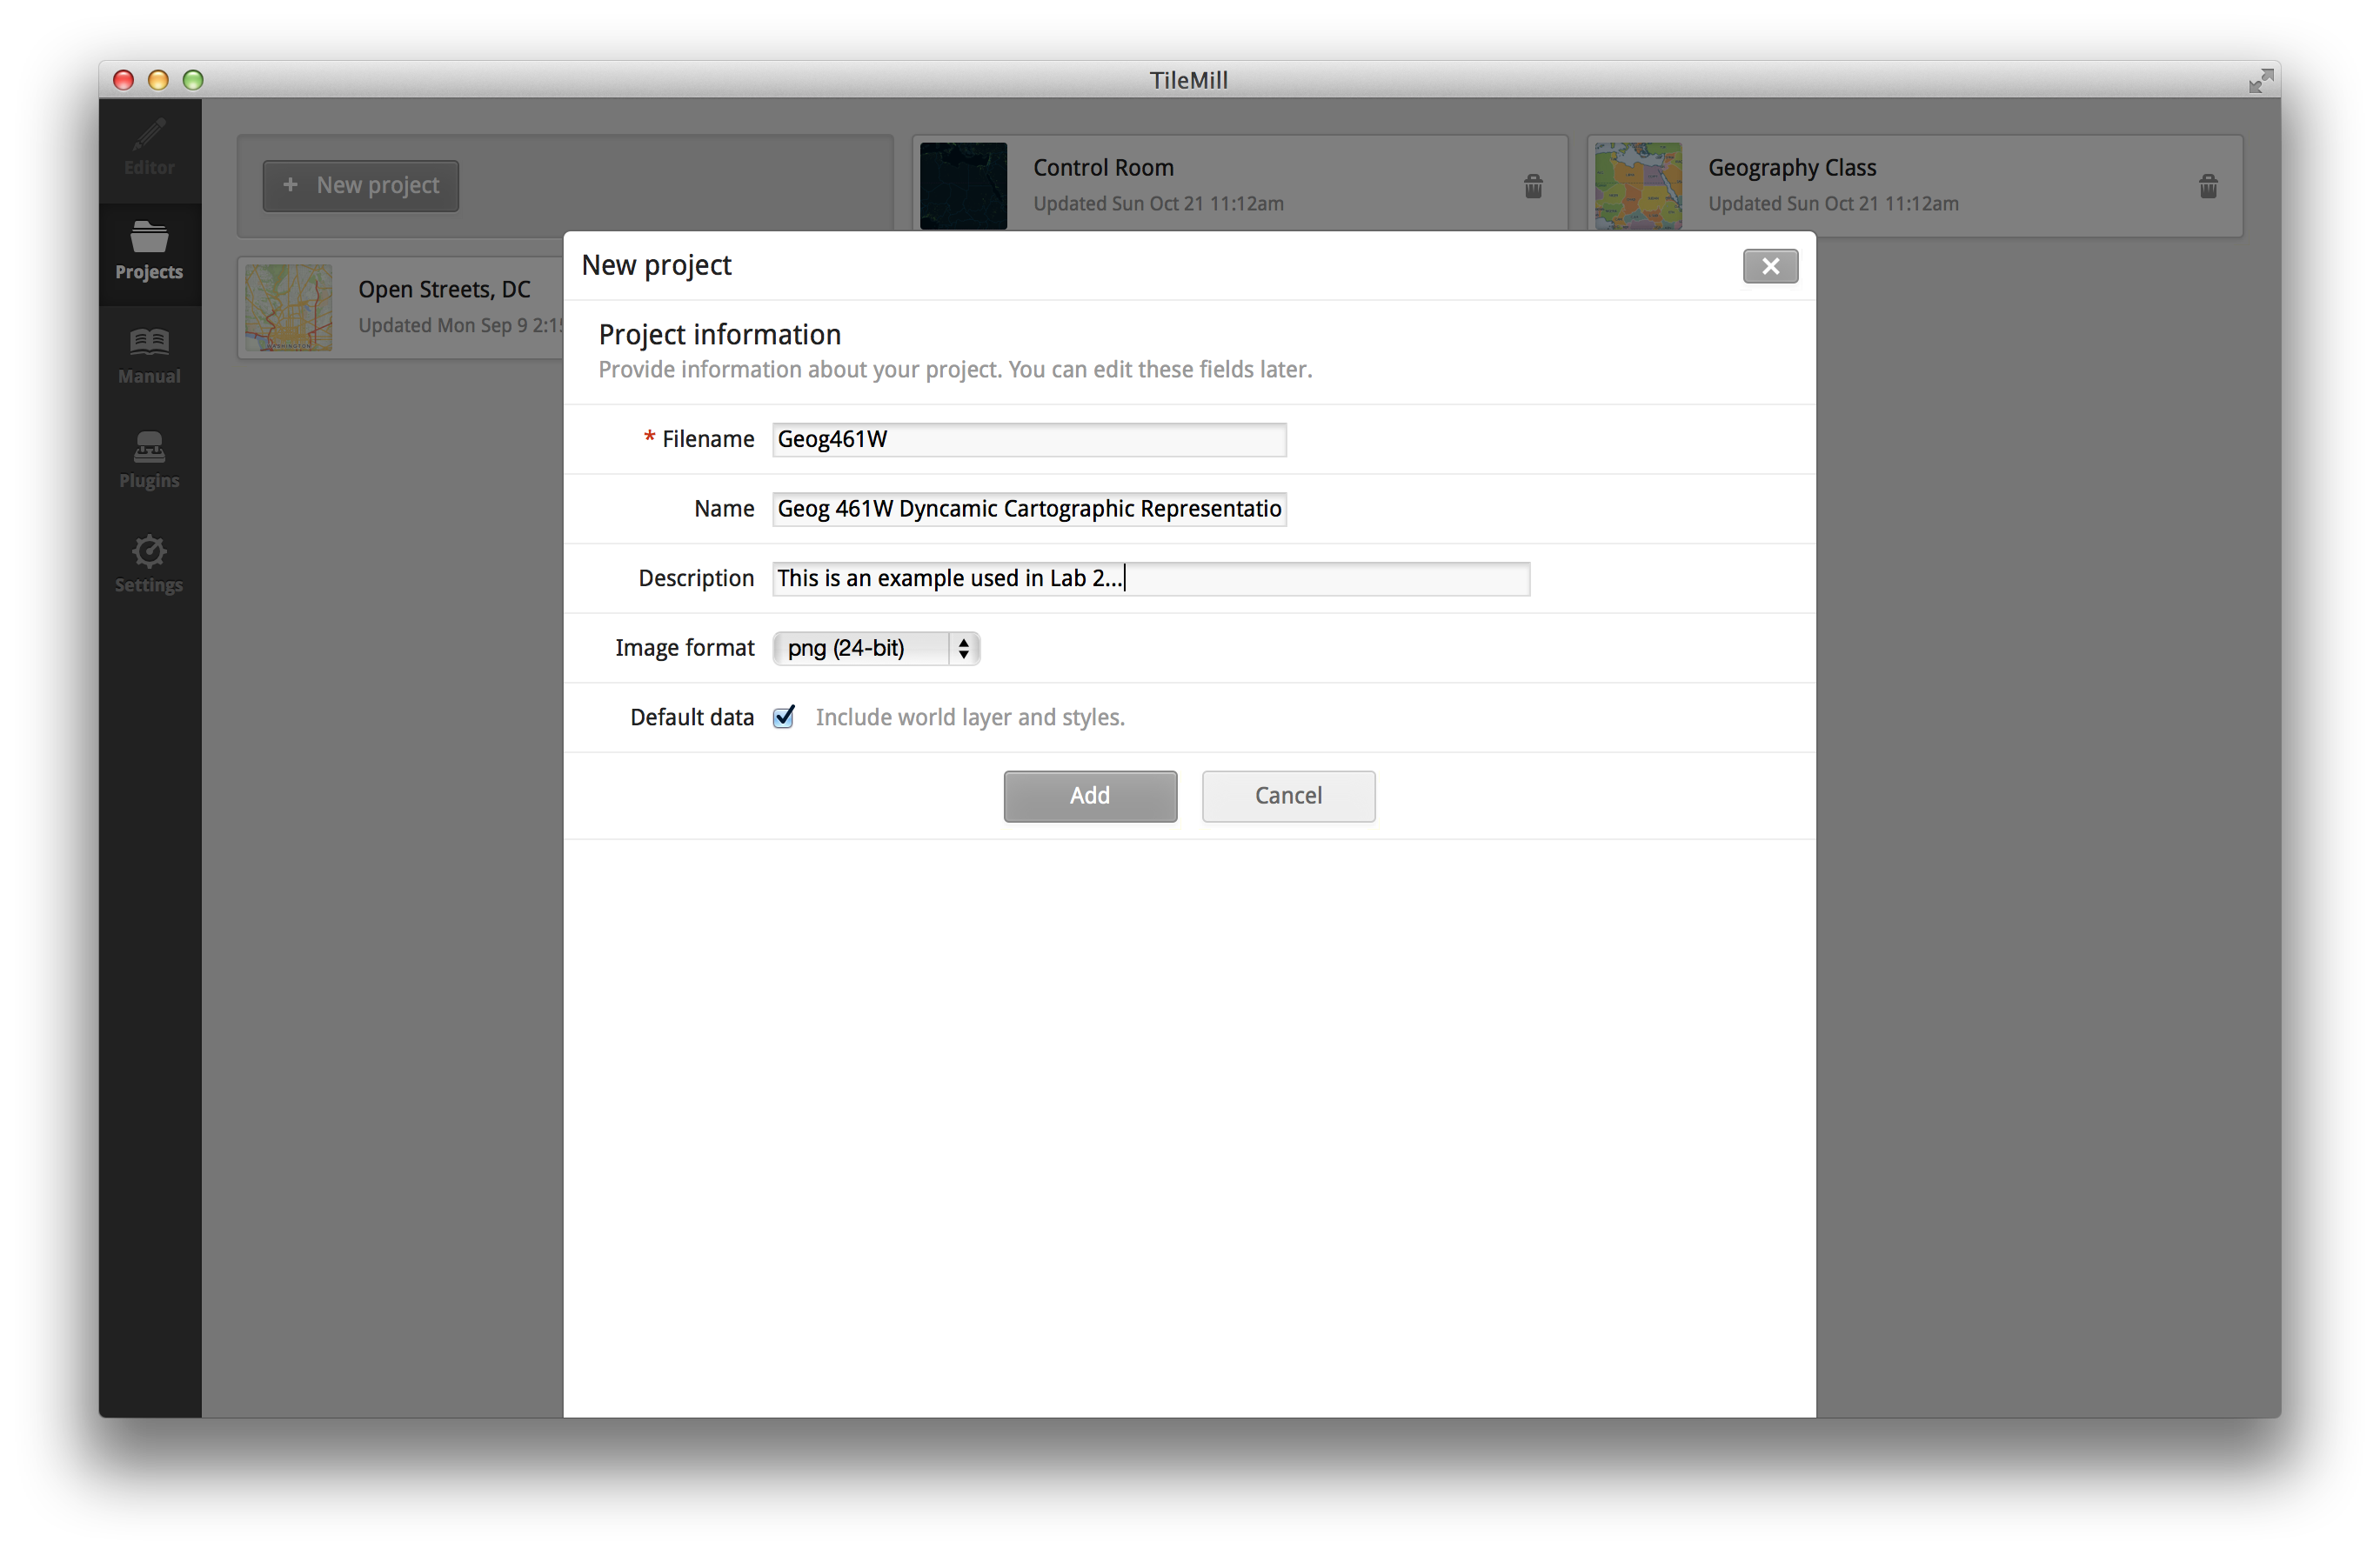 TileMill
Editor
Projects
Manual
Plugins
Settings
+ New project
Control Room
Updated Sun Oct 21 11:12am
Geography Class
Updated Sun Oct 21 11:12am
Open Streets, DC
Updated Mon Sep 9 2:15
New project
Project information
Provide information about your project. You can edit these fields later.
* Filename Geog461W
Name Geog 461W Dyncamic Cartographic Representatio
Description This is an example used in Lab 2...
Image format png (24-bit)
Default data Include world layer and styles.
Add Cancel